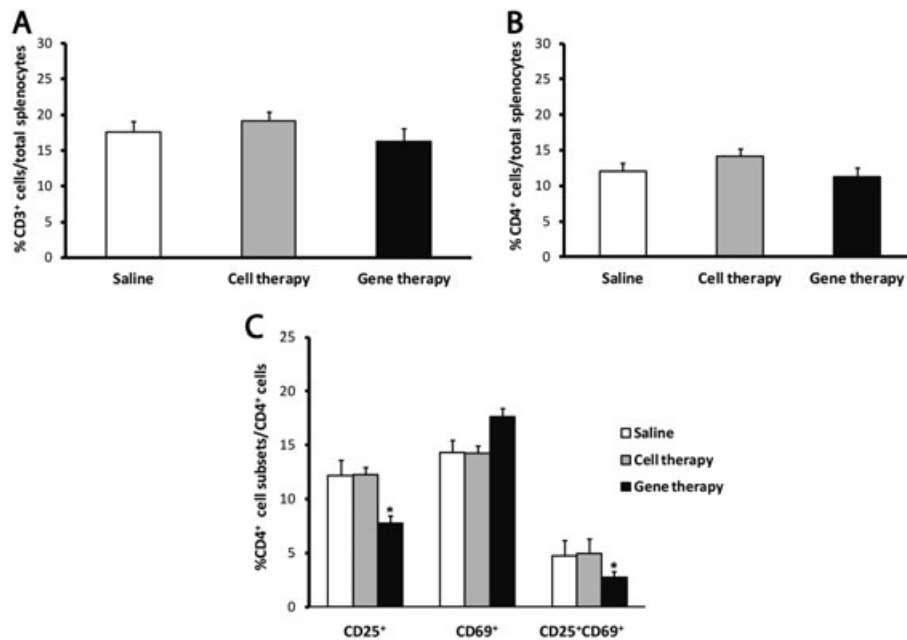 A
% CD3⁺ cells/total splenocytes
30
25
20
15
10
5
0
Saline Cell therapy Gene therapy
B
% CD4⁺ cells/total splenocytes
30
25
20
15
10
5
0
Saline Cell therapy Gene therapy
C
%CD4⁺ cell subsets/CD4⁺ cells
25
20
15
10
5
0
*
*
CD25⁺ CD69⁺ CD25⁺CD69⁺
Saline
Cell therapy
Gene therapy